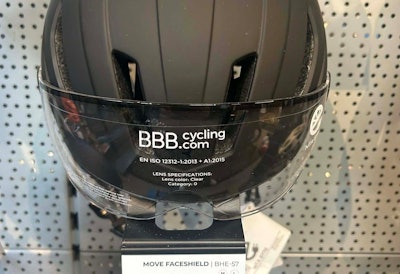 BBB.cycling
.com
EN ISO 12312-1:2013 + A1:2015
LENS SPECIFICATIONS:
Lens color: Clear
Category: 0
MOVE FACESHIELD | BHE-57